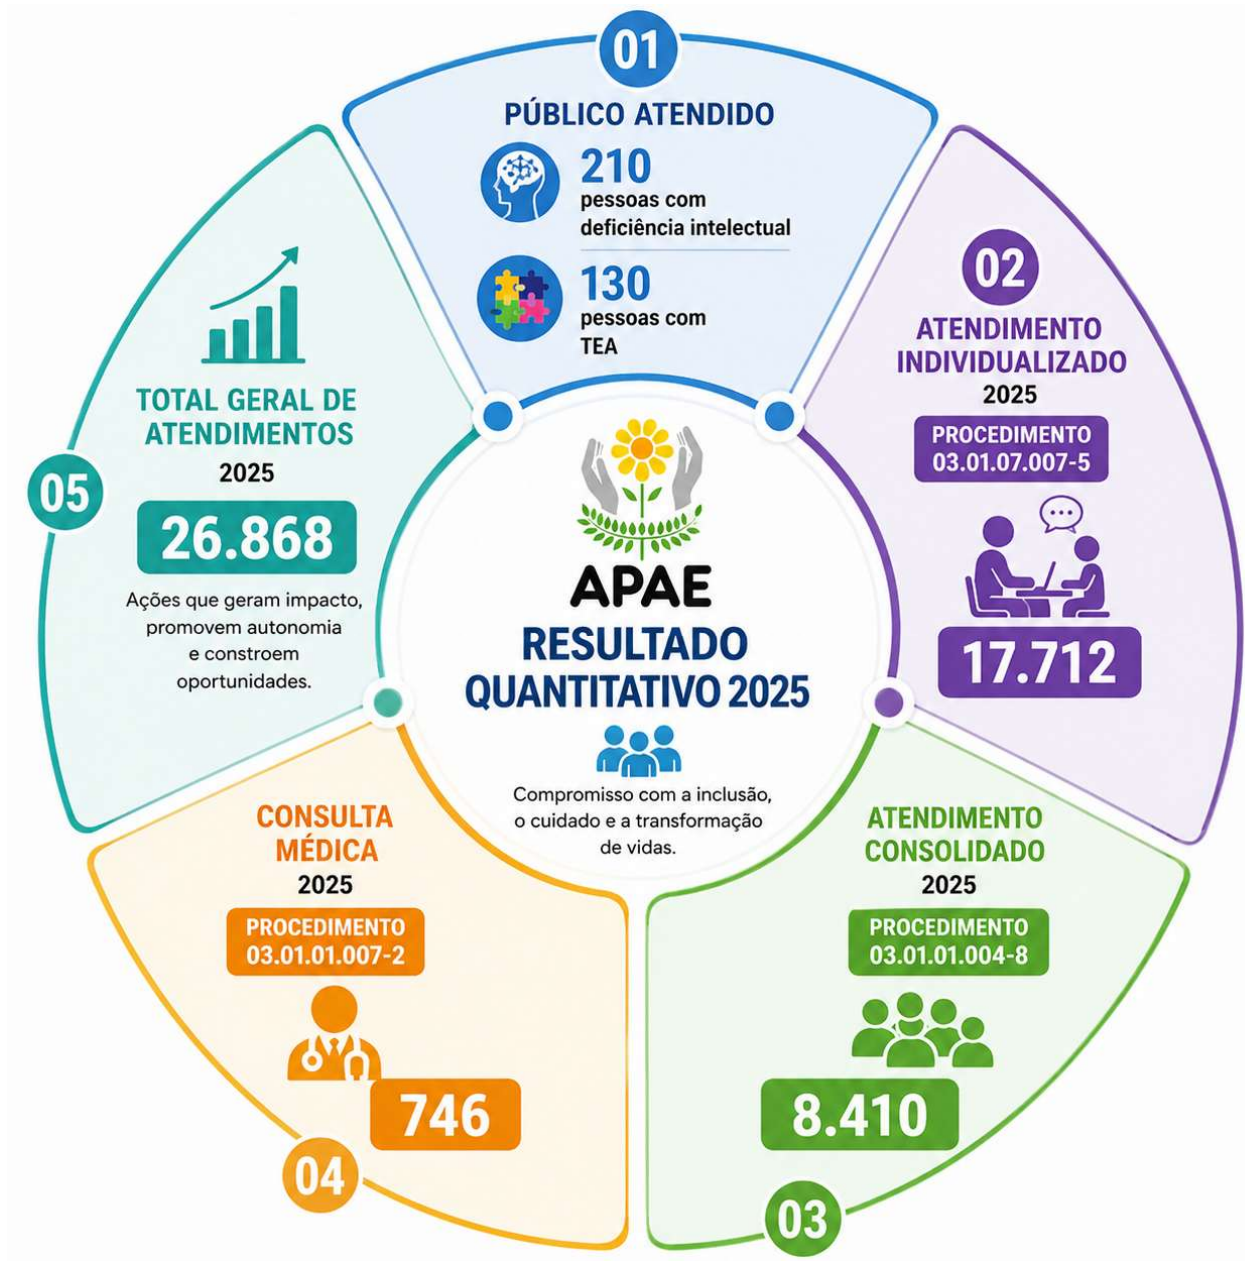 01
PÚBLICO ATENDIDO
210
pessoas com
deficiência intelectual
130
pessoas com
TEA
02
ATENDIMENTO
INDIVIDUALIZADO
2025
PROCEDIMENTO
03.01.07.007-5
17.712
03
ATENDIMENTO
CONSOLIDADO
2025
PROCEDIMENTO
03.01.01.004-8
8.410
04
CONSULTA
MÉDICA
2025
PROCEDIMENTO
03.01.01.007-2
746
05
TOTAL GERAL DE
ATENDIMENTOS
2025
26.868
Ações que geram impacto,
promovem autonomia
e constroem
oportunidades.
APAE
RESULTADO
QUANTITATIVO 2025
Compromisso com a inclusão,
o cuidado e a transformação
de vidas.